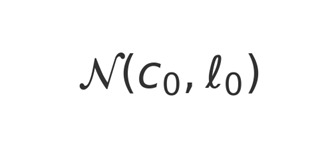 𝒩(c₀, ℓ₀)